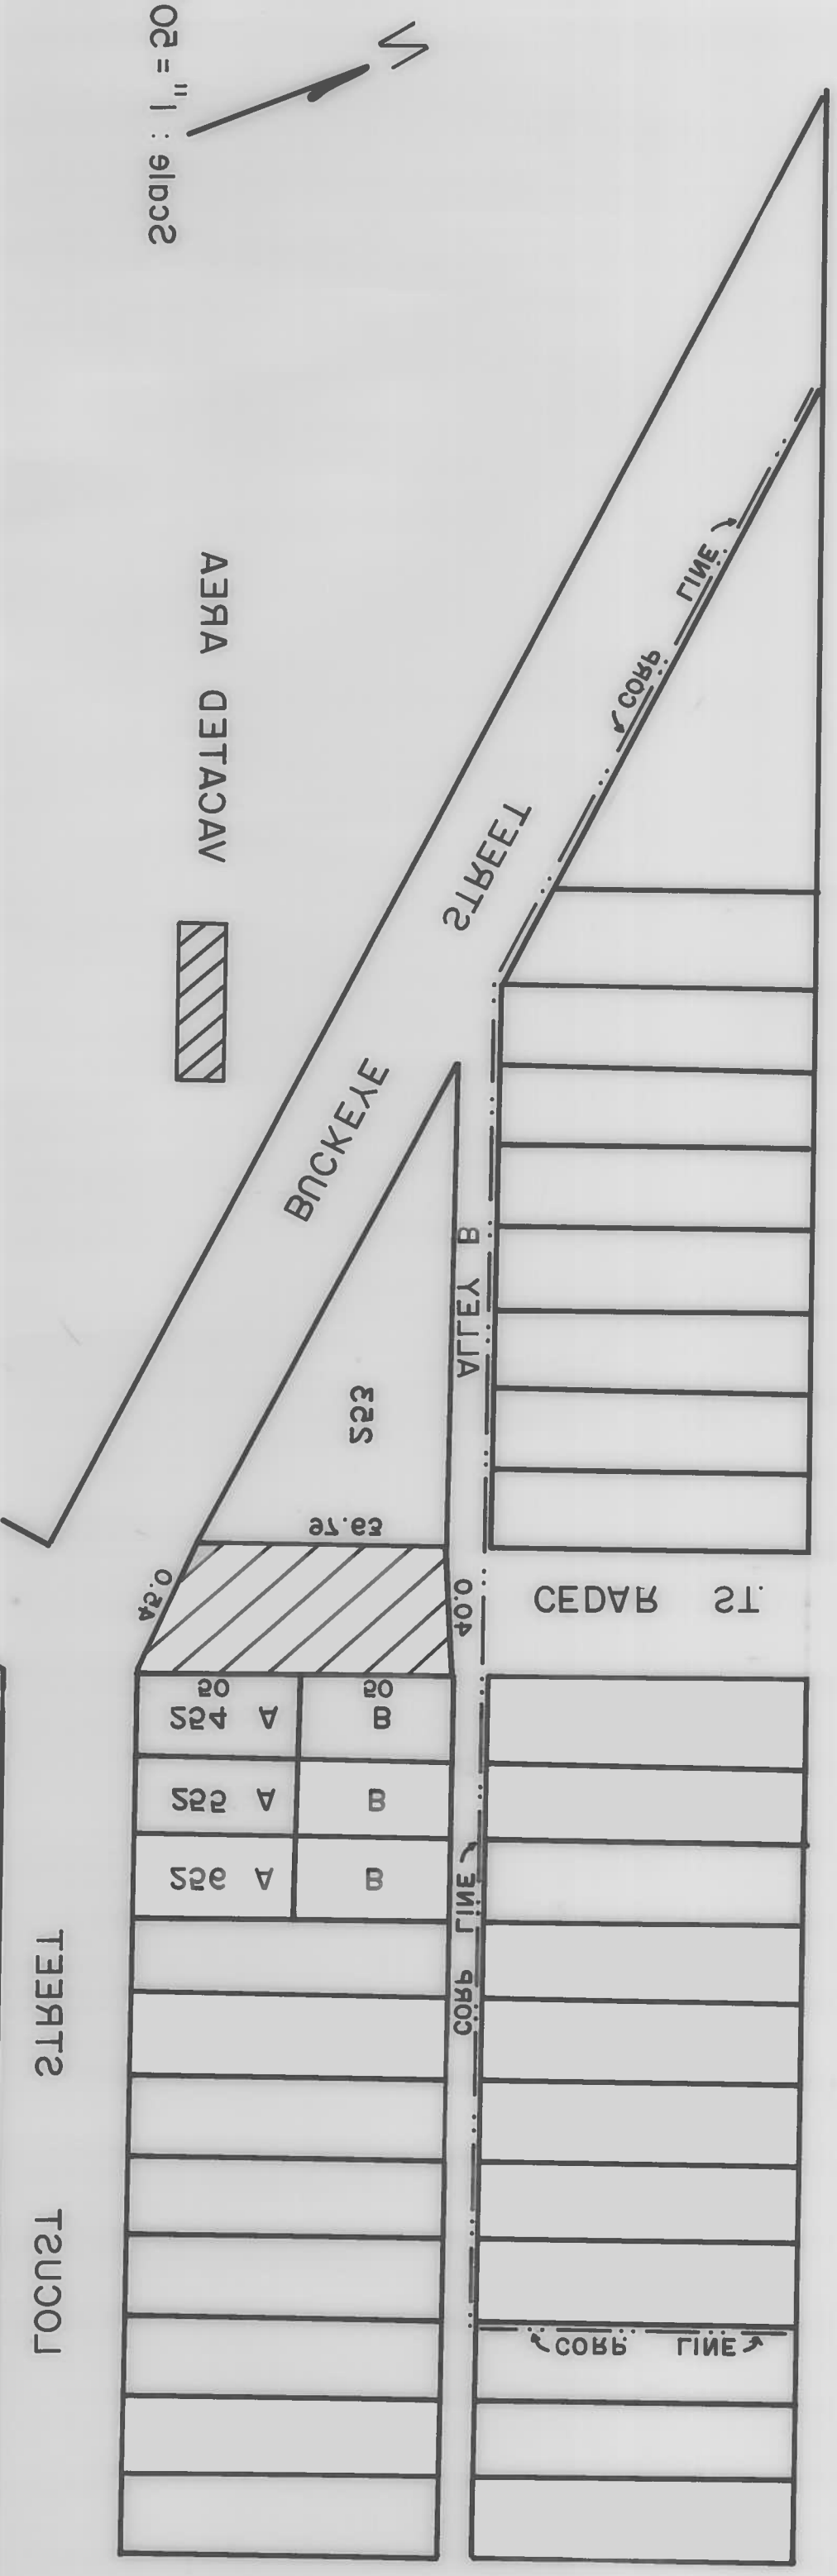 N
Scale : 1" = 50
VACATED AREA
BUCKEYE STREET
CORP LINE
ALLEY B
253
97.63
45.0
40.0
CEDAR ST.
50 50
254 A B
255 A B
256 A B
CORP LINE
LOCUST STREET
CORP. LINE